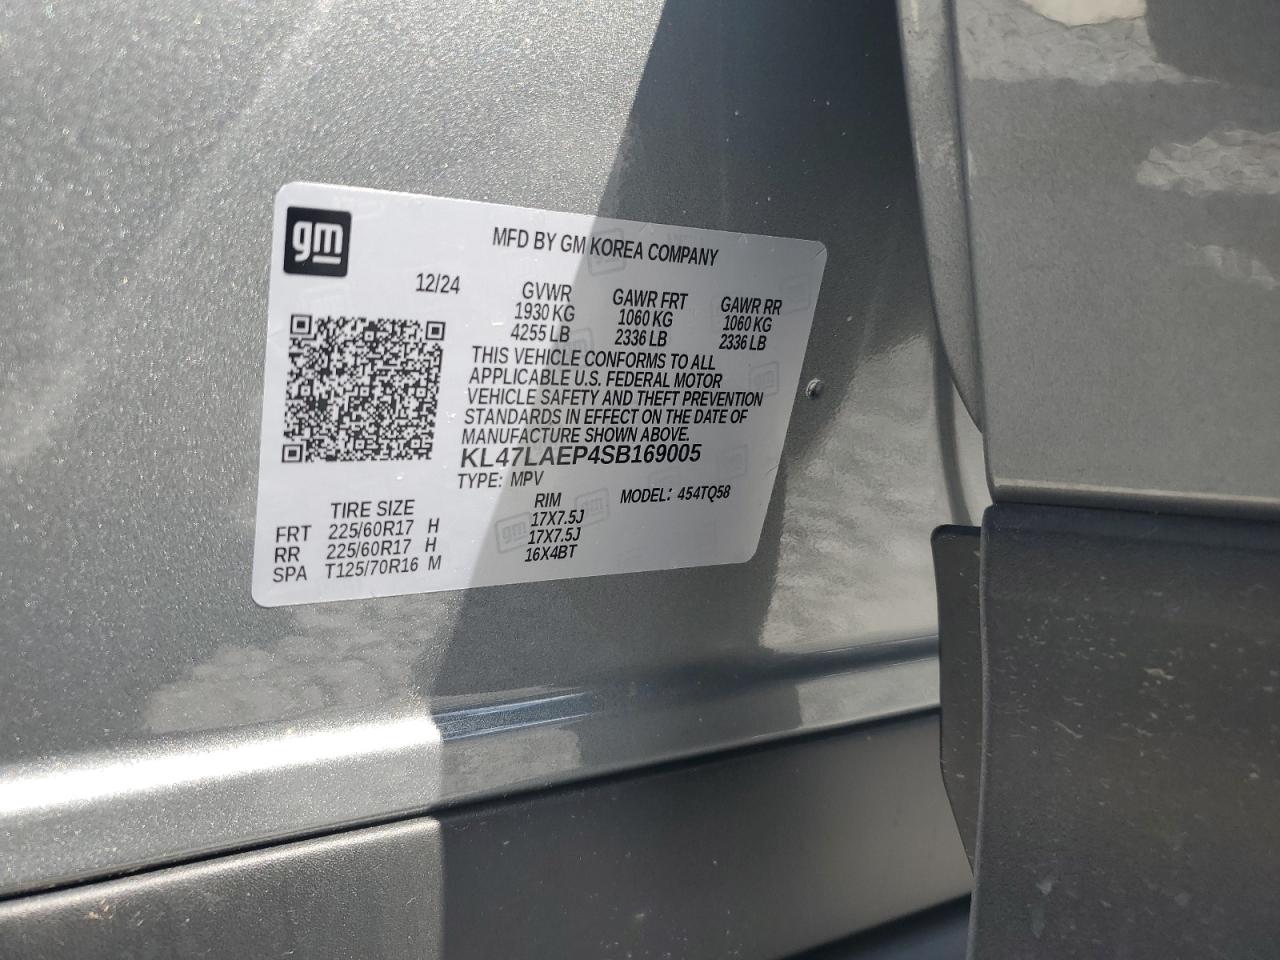 gm
MFD BY GM KOREA COMPANY
12/24
GVWR GAWR FRT GAWR RR
1930 KG 1060 KG 1060 KG
4255 LB 2336 LB 2336 LB
THIS VEHICLE CONFORMS TO ALL
APPLICABLE U.S. FEDERAL MOTOR
VEHICLE SAFETY AND THEFT PREVENTION
STANDARDS IN EFFECT ON THE DATE OF
MANUFACTURE SHOWN ABOVE.
KL47LAEP4SB169005
TYPE: MPV
MODEL: 454TQ58
TIRE SIZE RIM
FRT 225/60R17 H 17X7.5J
RR 225/60R17 H 17X7.5J
SPA T125/70R16 M 16X4BT